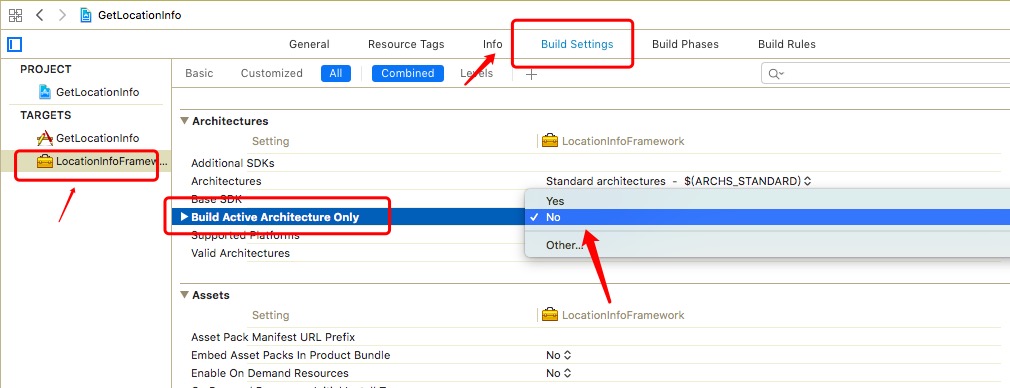 GetLocationInfo
General Resource Tags Info Build Settings Build Phases Build Rules
PROJECT
GetLocationInfo
TARGETS
GetLocationInfo
LocationInfoFramew...
Basic Customized All Combined Levels +
Architectures
Setting LocationInfoFramework
Additional SDKs
Architectures Standard architectures - $(ARCHS_STANDARD)
Base SDK
Build Active Architecture Only
Supported Platforms
Valid Architectures
Yes
✓ No
Other...
Assets
Setting LocationInfoFramework
Asset Pack Manifest URL Prefix
Embed Asset Packs In Product Bundle No
Enable On Demand Resources No